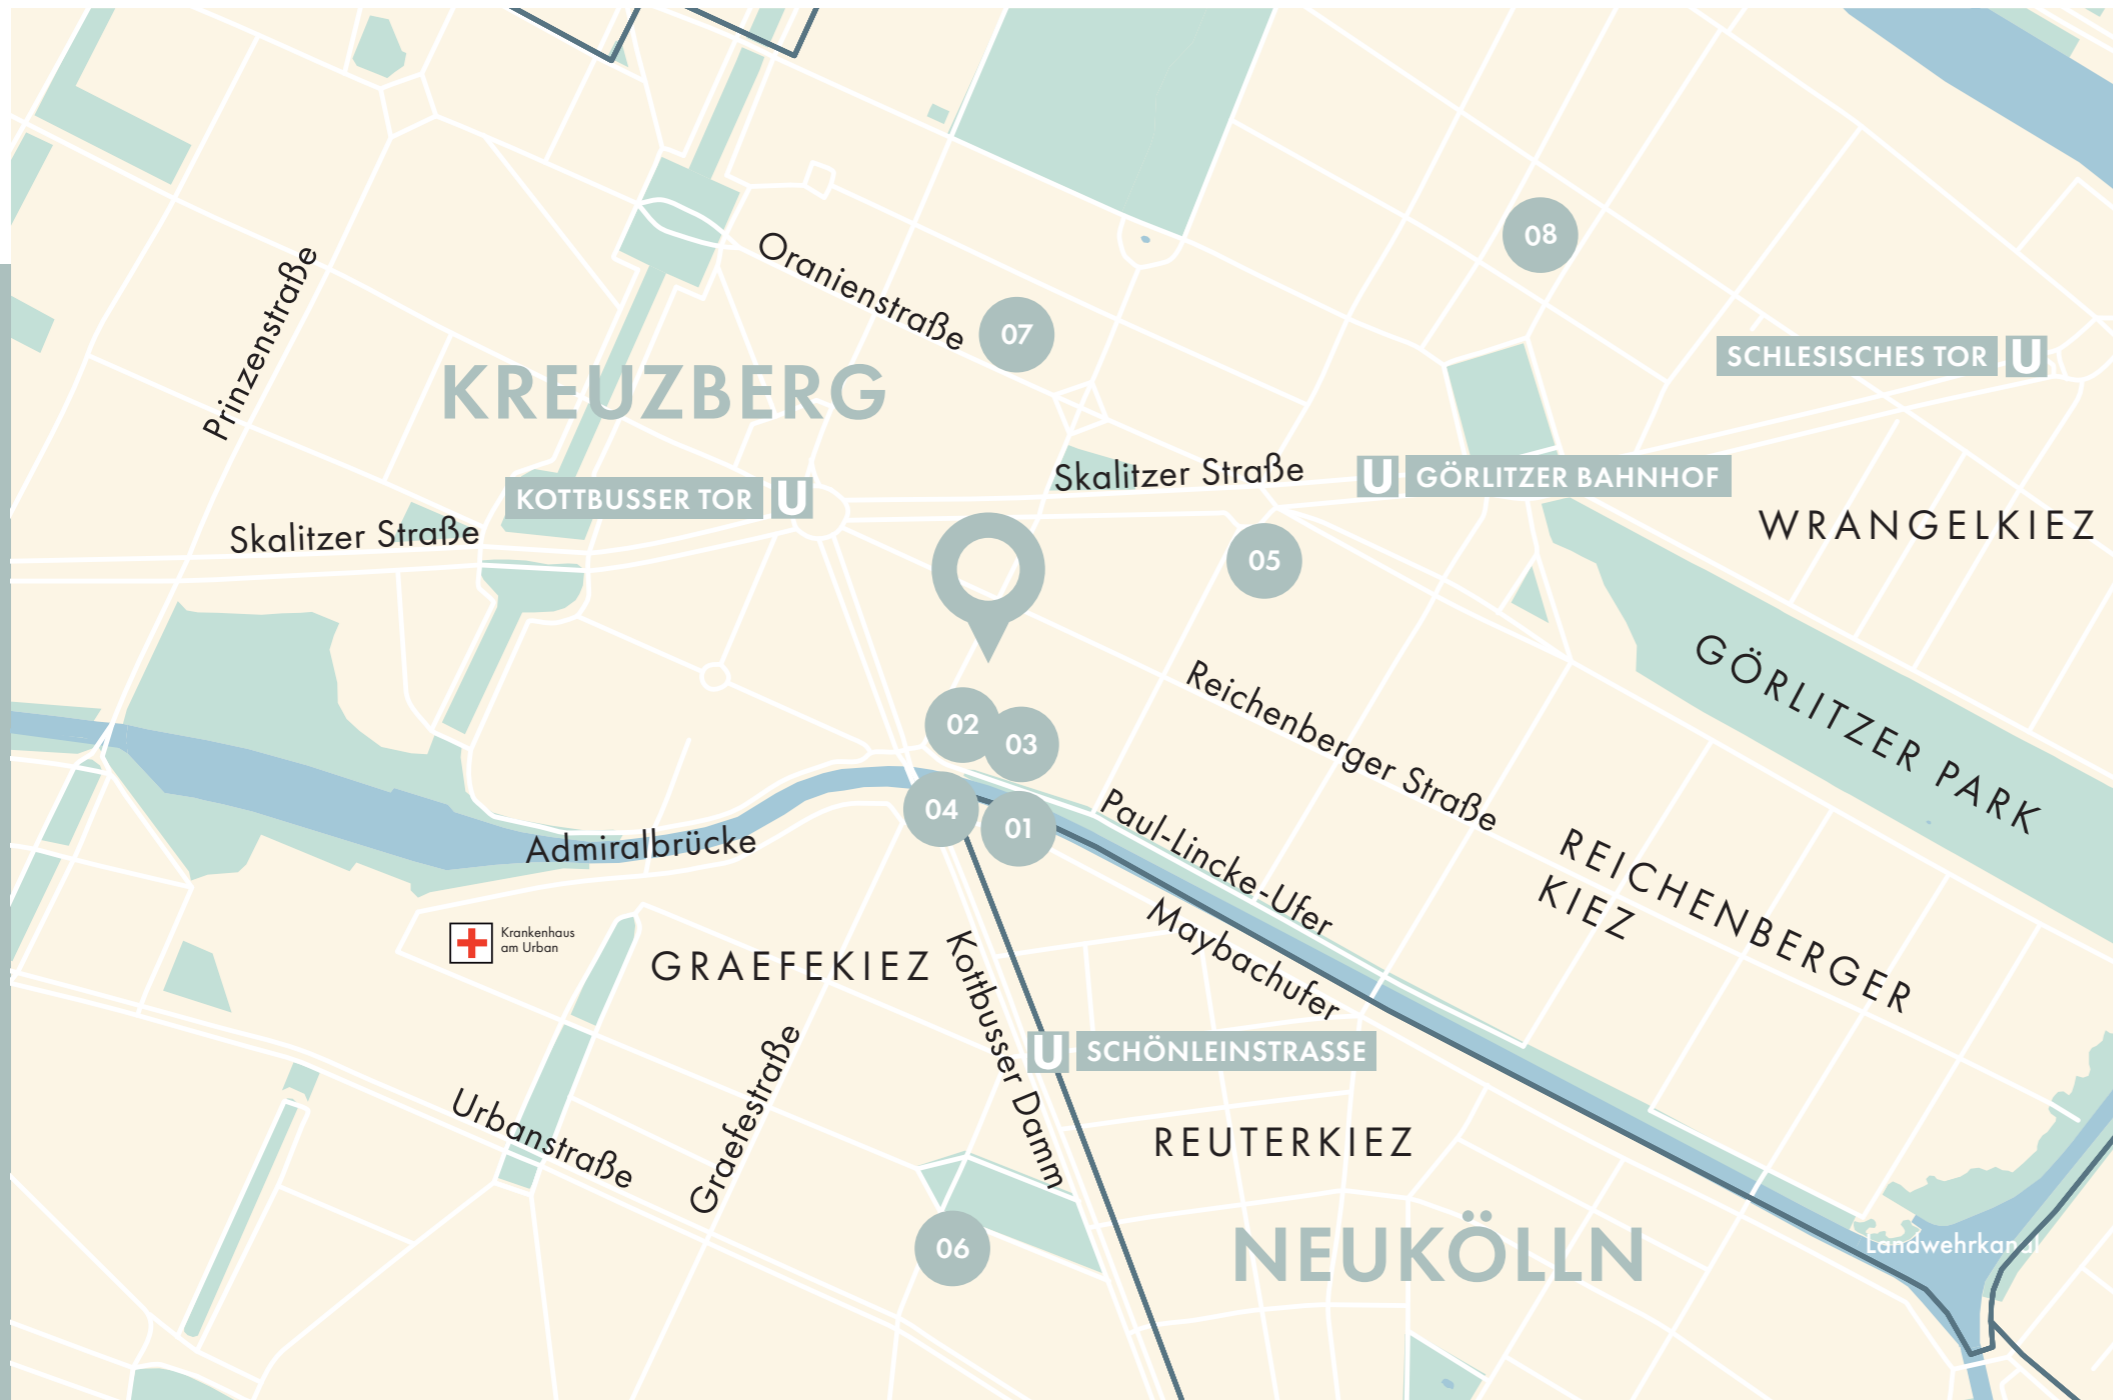 08
Oranienstraße
07
Prinzenstraße
SCHLESISCHES TOR U
KREUZBERG
Skalitzer Straße
U GÖRLITZER BAHNHOF
KOTTBUSSER TOR U
WRANGELKIEZ
Skalitzer Straße
05
GÖRLITZER PARK
Reichenberger Straße
02
03
04
01
Paul-Lincke-Ufer
Admiralbrücke
REICHENBERGER
KIEZ
Maybachufer
Krankenhaus
am Urban
GRAEFEKIEZ
Kottbusser Damm
U SCHÖNLEINSTRASSE
Graefestraße
Urbanstraße
REUTERKIEZ
06
NEUKÖLLN
Landwehrkanal